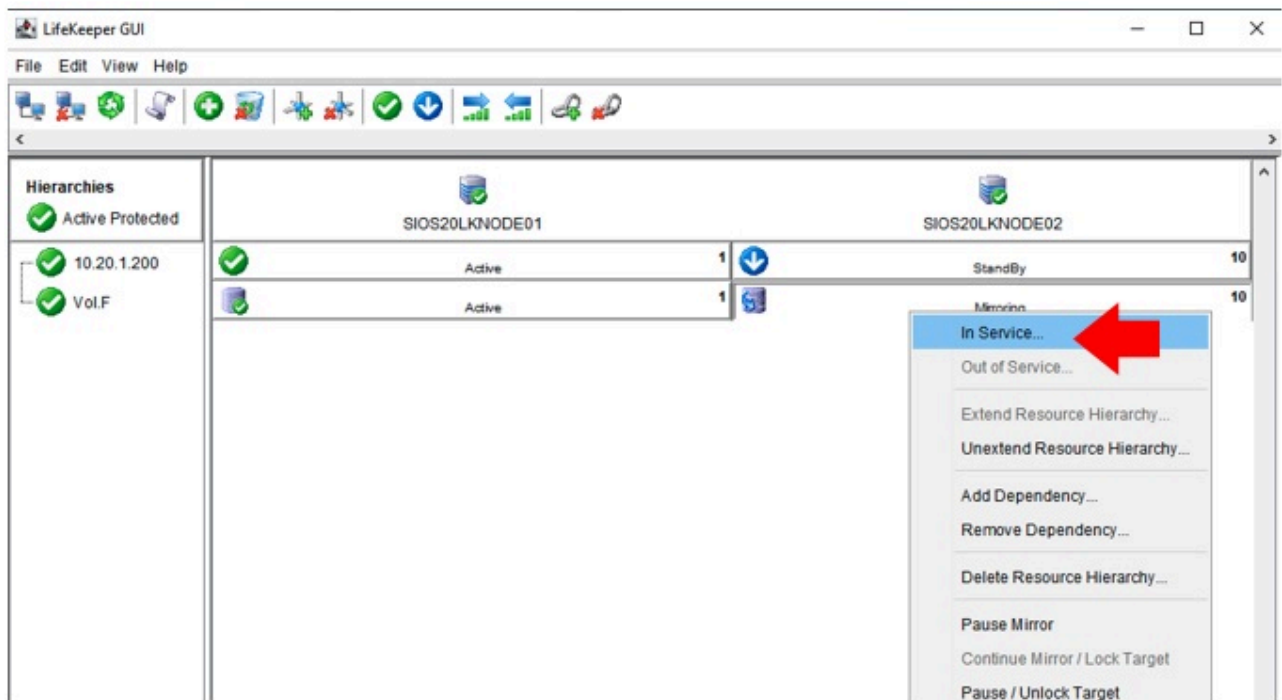 LifeKeeper GUI
File Edit View Help
Hierarchies
Active Protected
SIOS20LKNODE01
SIOS20LKNODE02
10.20.1.200
Active
1
StandBy
10
Vol.F
Active
1
Mirroring
10
In Service...
Out of Service...
Extend Resource Hierarchy...
Unextend Resource Hierarchy...
Add Dependency...
Remove Dependency...
Delete Resource Hierarchy...
Pause Mirror
Continue Mirror / Lock Target
Pause / Unlock Target